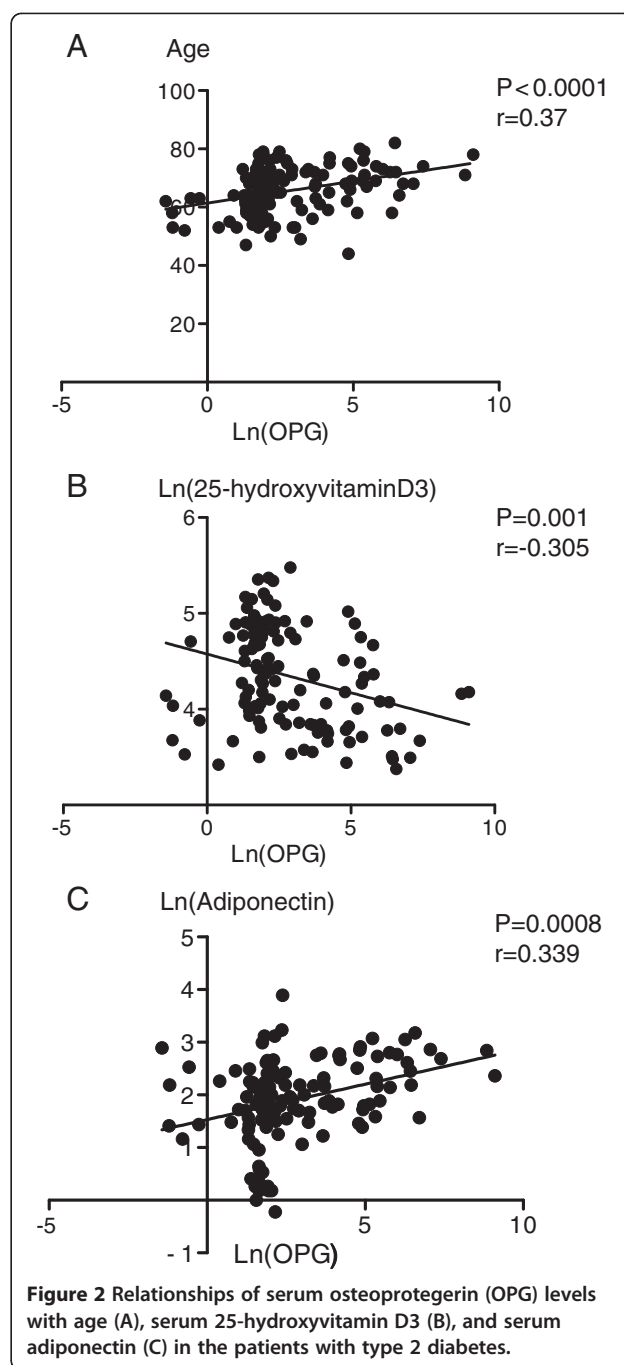 A Age
P<0.0001
r=0.37
100
80
60
40
20
-5 0 5 10
Ln(OPG)
B Ln(25-hydroxyvitaminD3)
P=0.001
r=-0.305
6
5
4
-5 0 5 10
Ln(OPG)
C Ln(Adiponectin)
P=0.0008
r=0.339
5
4
3
2
1
-5 5 10
- 1 Ln(OPG)
Figure 2 Relationships of serum osteoprotegerin (OPG) levels
with age (A), serum 25-hydroxyvitamin D3 (B), and serum
adiponectin (C) in the patients with type 2 diabetes.